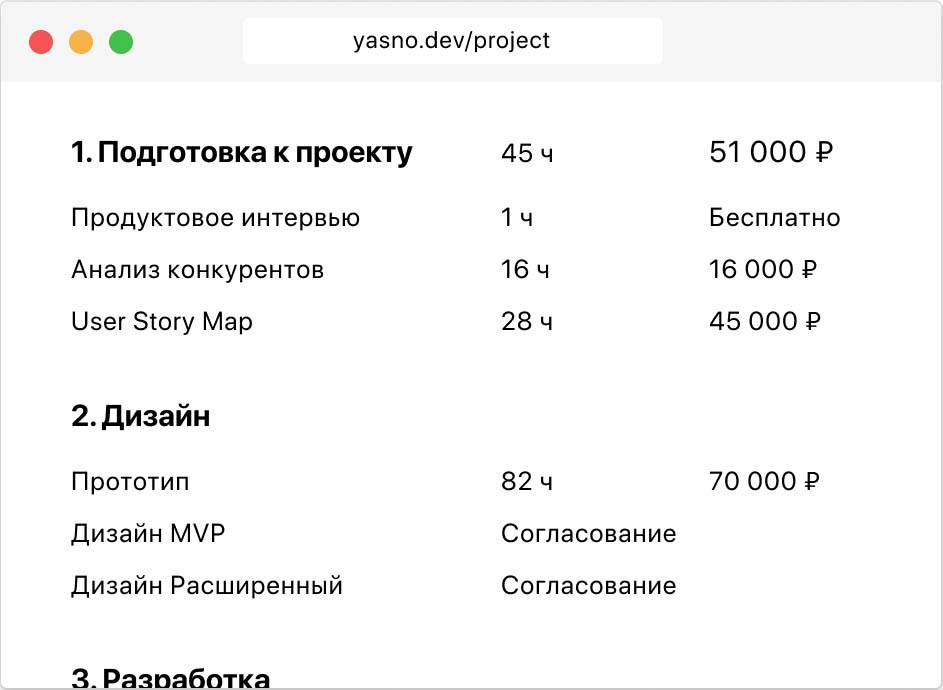 yasno.dev/project
1. Подготовка к проекту 45 ч 51 000 ₽
Продуктовое интервью 1 ч Бесплатно
Анализ конкурентов 16 ч 16 000 ₽
User Story Map 28 ч 45 000 ₽
2. Дизайн
Прототип 82 ч 70 000 ₽
Дизайн MVP Согласование
Дизайн Расширенный Согласование
3. Разработка